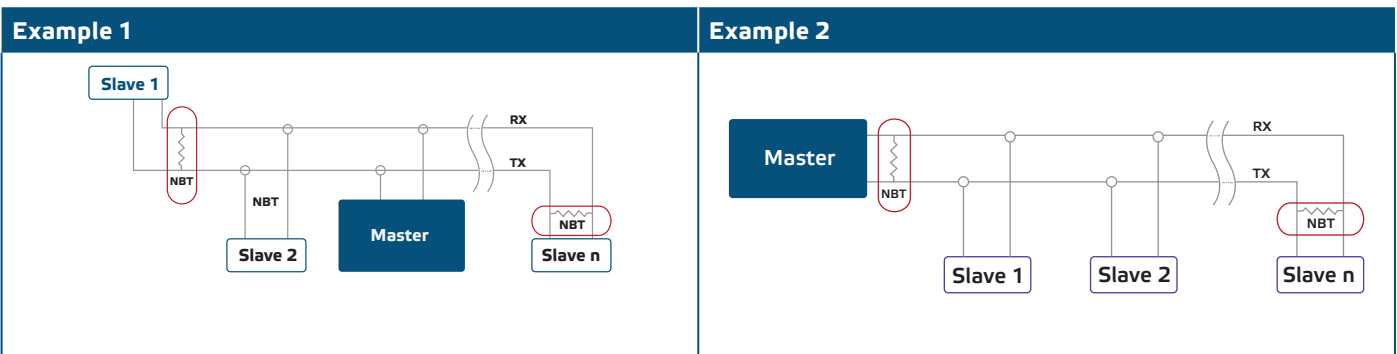 Example 1
Slave 1
RX
TX
NBT
NBT
Master
NBT
Slave 2
Slave n
Example 2
Master
RX
TX
NBT
NBT
Slave 1
Slave 2
Slave n